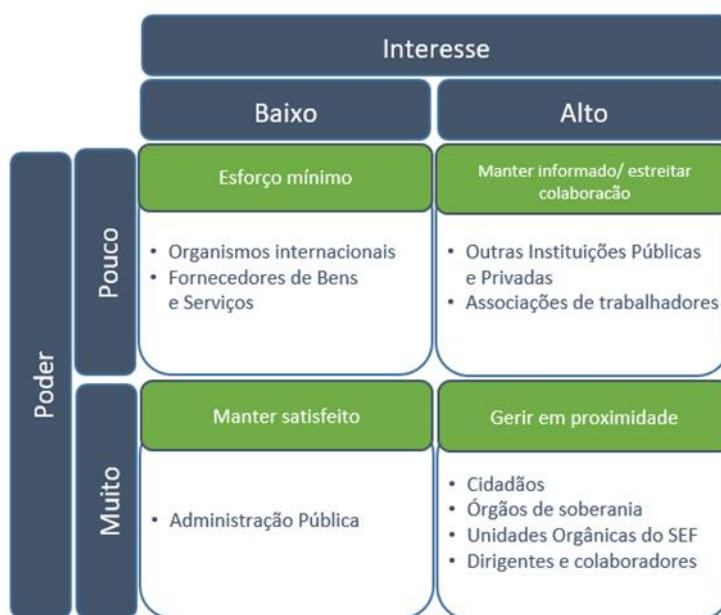 Interesse
Baixo
Alto
Poder
Pouco
Esforço mínimo
• Organismos internacionais
• Fornecedores de Bens
e Serviços
Manter informado/ estreitar
colaboracão
• Outras Instituições Públicas
e Privadas
• Associações de trabalhadores
Muito
Manter satisfeito
• Administração Pública
Gerir em proximidade
• Cidadãos
• Órgãos de soberania
• Unidades Orgânicas do SEF
• Dirigentes e colaboradores